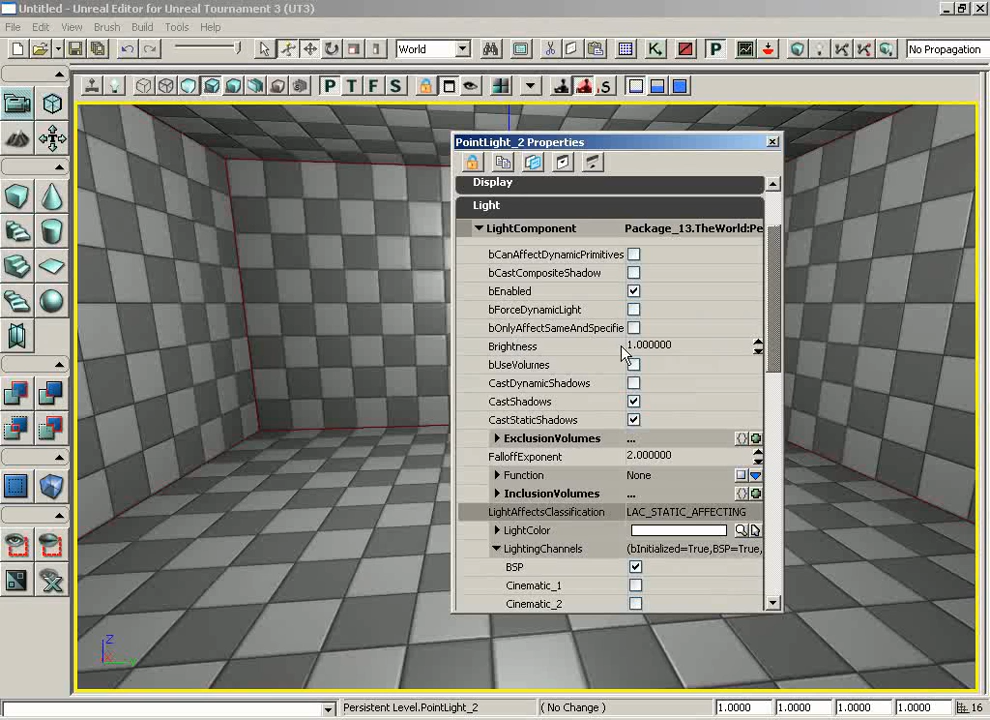 Untitled - Unreal Editor for Unreal Tournament 3 (UT3)
File Edit View Brush Build Tools Help
World
P
No Propagation
P T F S
S
PointLight_2 Properties
Display
Light
LightComponent Package_13.TheWorld:Pe
bCanAffectDynamicPrimitives
bCastCompositeShadow
bEnabled
bForceDynamicLight
bOnlyAffectSameAndSpecifie
Brightness 1.000000
bUseVolumes
CastDynamicShadows
CastShadows
CastStaticShadows
ExclusionVolumes ...
FalloffExponent 2.000000
Function None
InclusionVolumes ...
LightAffectsClassification LAC_STATIC_AFFECTING
LightColor
LightingChannels (bInitialized=True,BSP=True,
BSP
Cinematic_1
Cinematic_2
Z
Persistent Level.PointLight_2 ( No Change ) 1.0000 1.0000 1.0000 1.0000 16